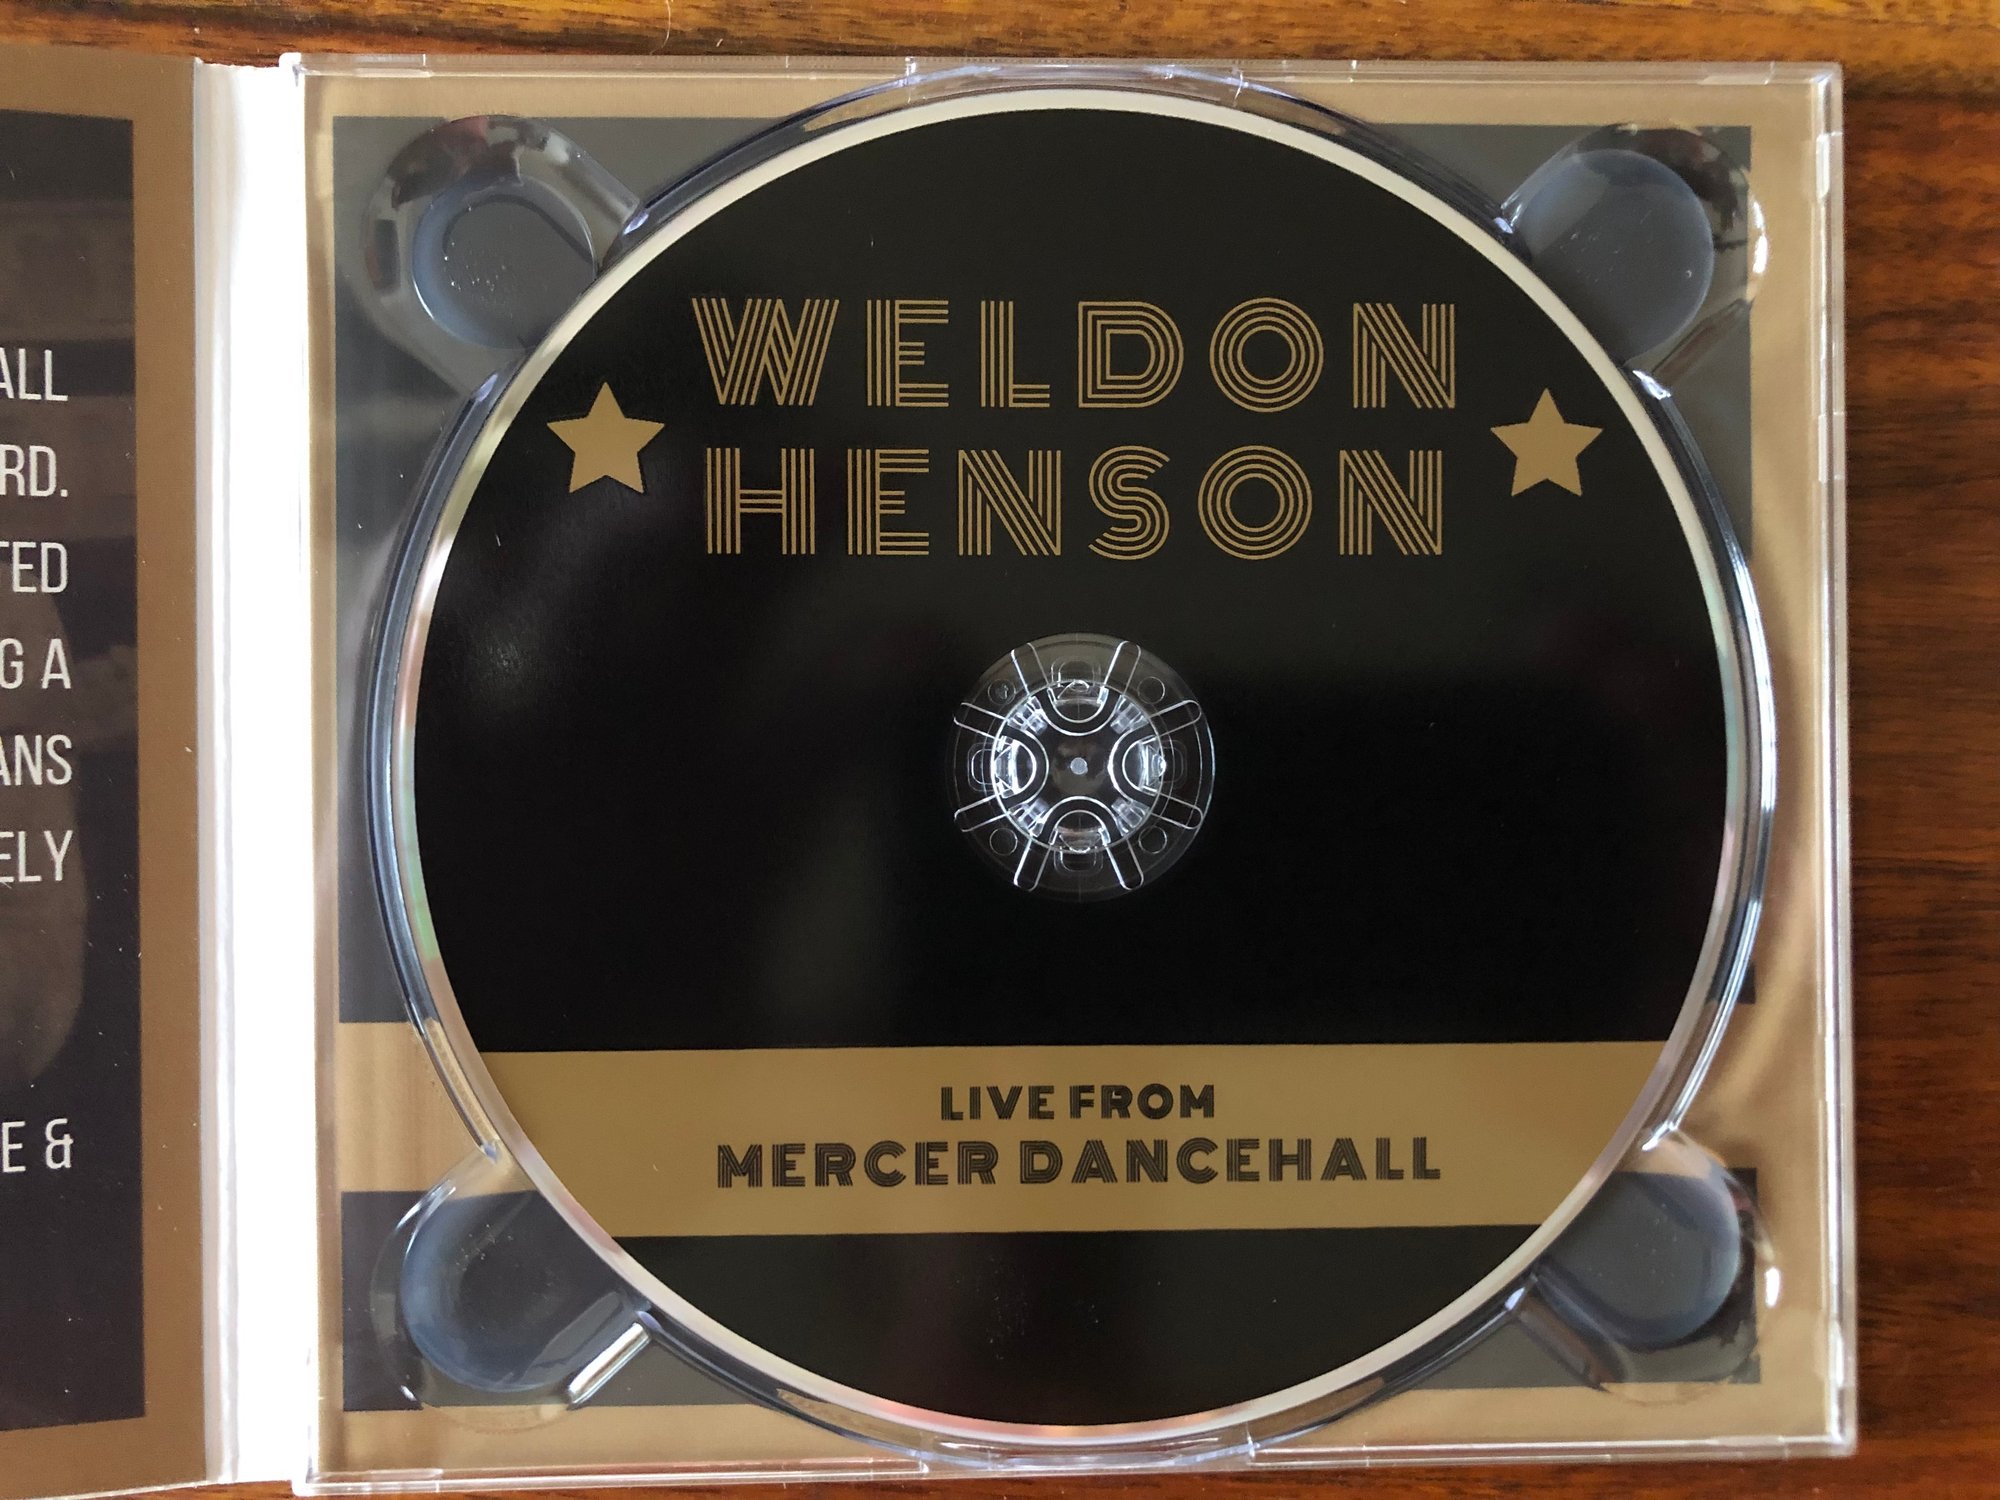 ALL
RD.
TED
G A
ANS
ELY
E &
WELDON
HENSON
LIVE FROM
MERCER DANCEHALL